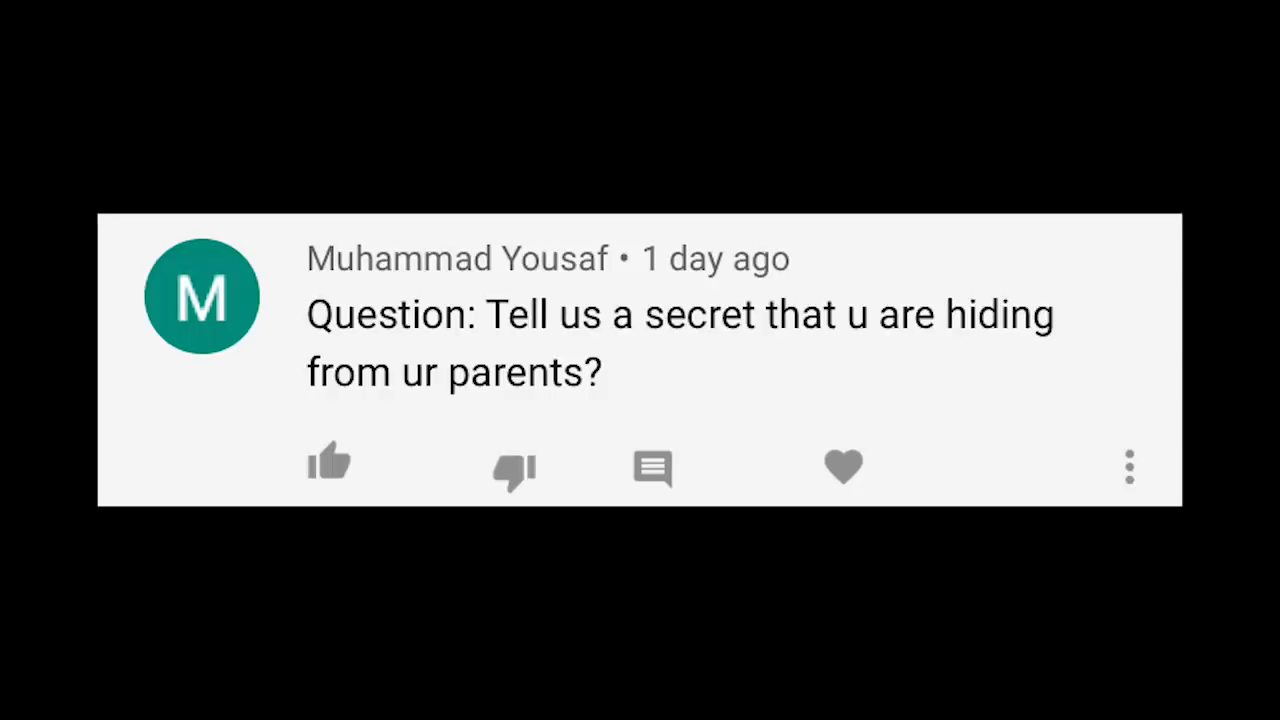 M
Muhammad Yousaf • 1 day ago
Question: Tell us a secret that u are hiding
from ur parents?